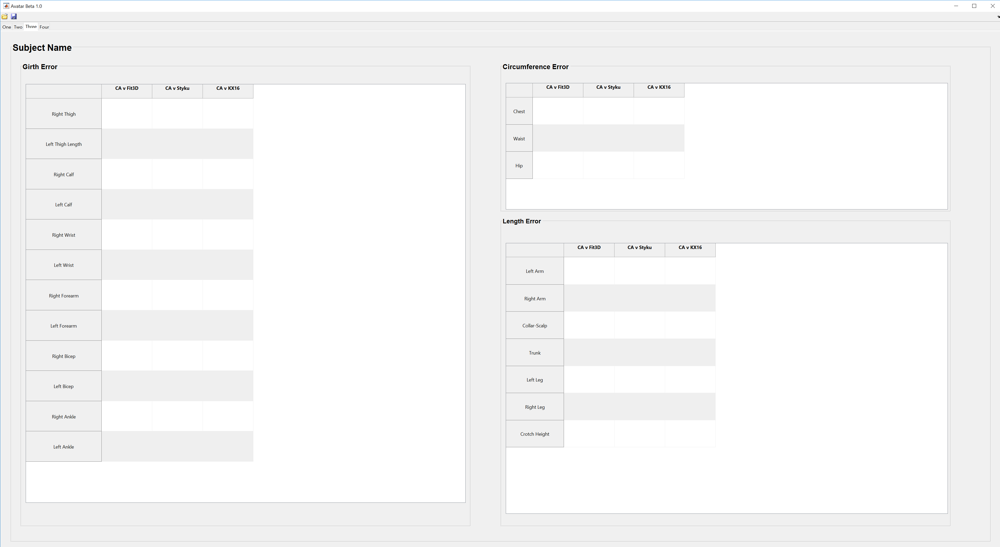 Avatar Beta 1.0
One Two Three Four
Subject Name
Girth Error
CA v Fit3D CA v Styku CA v KX16
Right Thigh
Left Thigh Length
Right Calf
Left Calf
Right Wrist
Left Wrist
Right Forearm
Left Forearm
Right Bicep
Left Bicep
Right Ankle
Left Ankle
Circumference Error
CA v Fit3D CA v Styku CA v KX16
Chest
Waist
Hip
Length Error
CA v Fit3D CA v Styku CA v KX16
Left Arm
Right Arm
Collar-Scalp
Trunk
Left Leg
Right Leg
Crotch Height